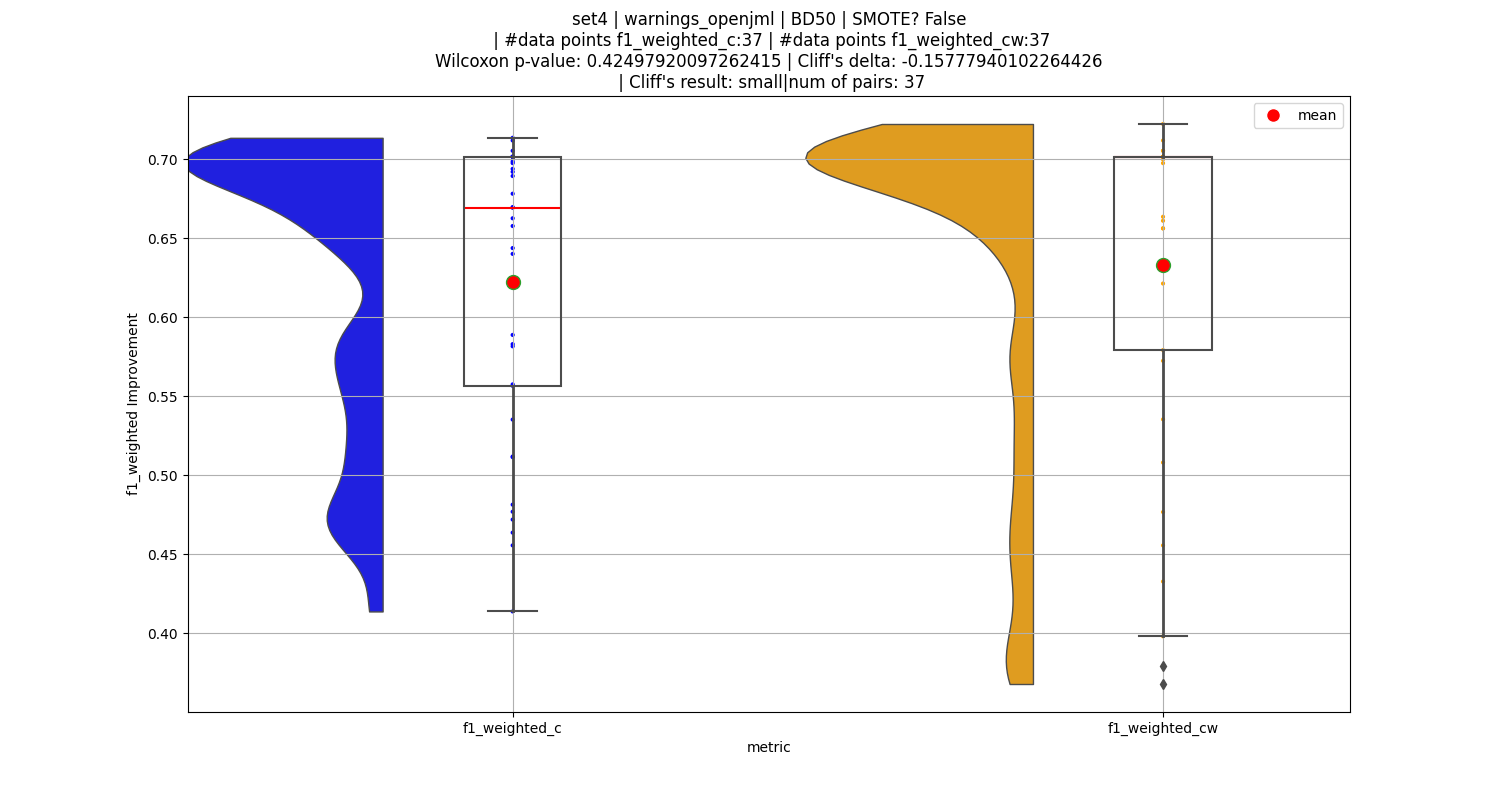 set4 | warnings_openjml | BD50 | SMOTE? False
| #data points f1_weighted_c:37 | #data points f1_weighted_cw:37
Wilcoxon p-value: 0.42497920097262415 | Cliff's delta: -0.15777940102264426
| Cliff's result: small|num of pairs: 37
mean
0.70
0.65
0.60
0.55
0.50
0.45
0.40
f1_weighted Improvement
f1_weighted_c
f1_weighted_cw
metric